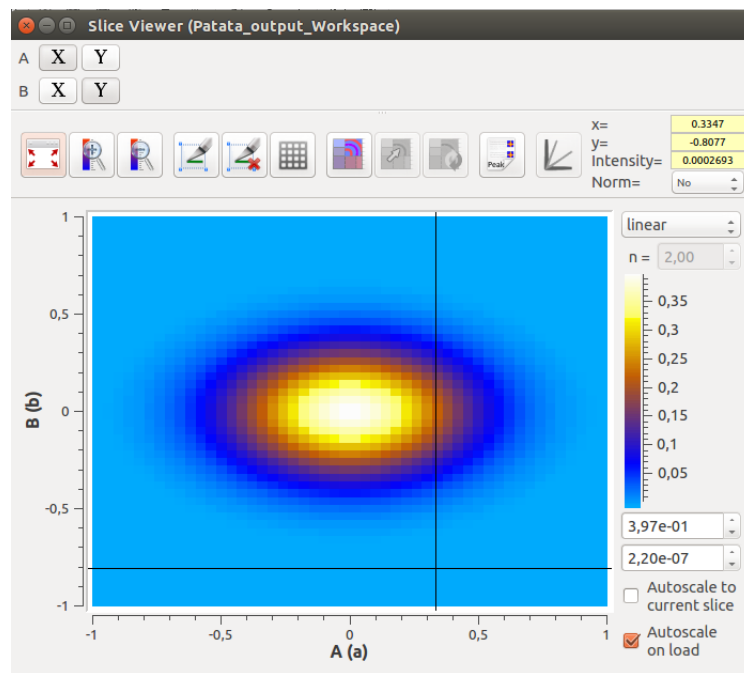 Slice Viewer (Patata_output_Workspace)
A X Y
B X Y
x= 0.3347
y= -0.8077
Intensity= 0.0002693
Norm= No
Peak
linear
n = 2,00
0,35
0,3
0,25
0,2
0,15
0,1
0,05
3,97e-01
2,20e-07
Autoscale to
current slice
Autoscale
on load
1
0,5
0
-0,5
-1
B (b)
-1 -0,5 0 0,5 1
A (a)